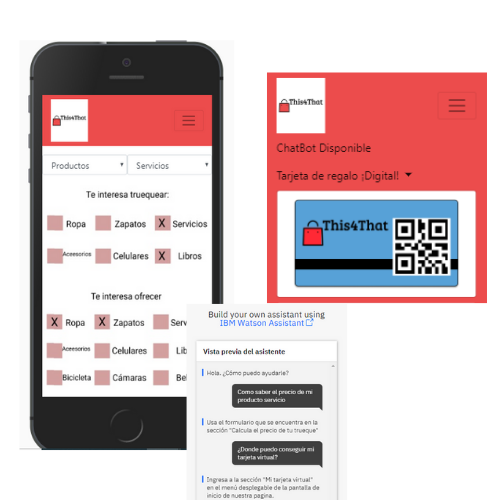 This4That
Productos
Servicios
Te interesa truequear:
Ropa
Zapatos
X Servicios
Accesorios
Celulares
X Libros
Te interesa ofrecer
X Ropa
X Zapatos
Serv
Accesorios
Celulares
Lib
Bicicleta
Cámaras
Be
This4That
ChatBot Disponible
Tarjeta de regalo ¡Digital!
This4That
Build your own assistant using
IBM Watson Assistant
Vista previa del asistente
Hola. ¿Cómo puedo ayudarle?
Como saber el precio de mi
producto servicio
Usa el formulario que se encuentra en la
sección "Calcula el precio de tu trueque"
¿Donde puedo conseguir mi
tarjeta virtual?
Ingresa a la sección "Mi tarjeta virtual"
en el menú desplegable de la pantalla de
inicio de nuestra pagina.